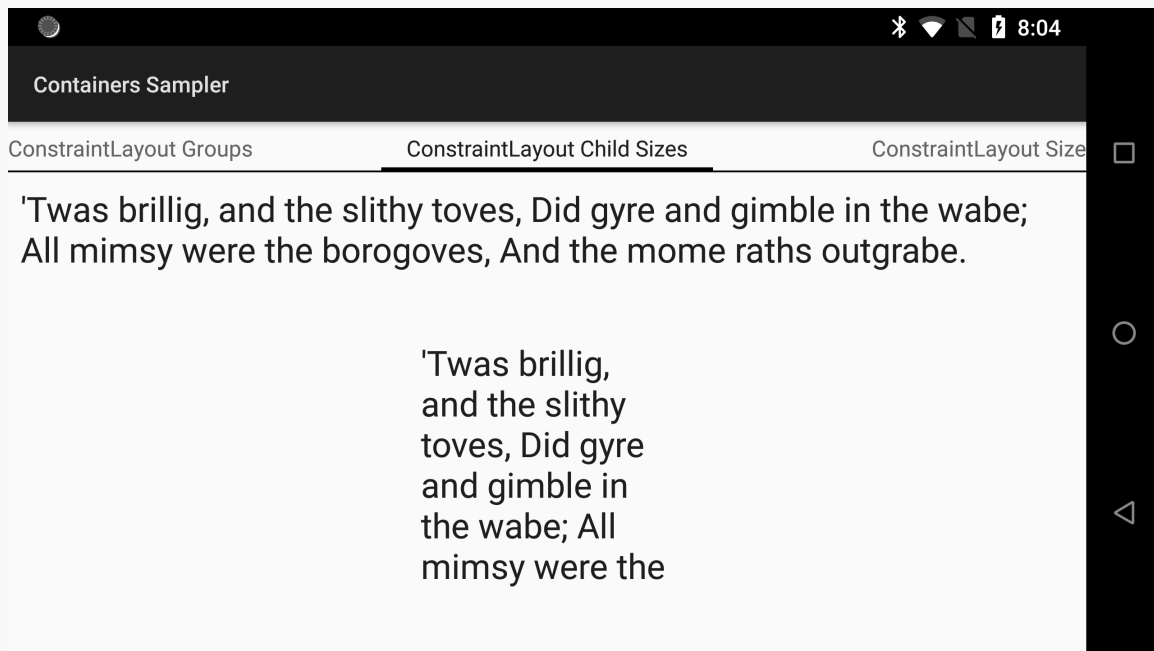 8:04
Containers Sampler
ConstraintLayout Groups
ConstraintLayout Child Sizes
ConstraintLayout Size
'Twas brillig, and the slithy toves, Did gyre and gimble in the wabe;
All mimsy were the borogoves, And the mome raths outgrabe.
'Twas brillig,
and the slithy
toves, Did gyre
and gimble in
the wabe; All
mimsy were the